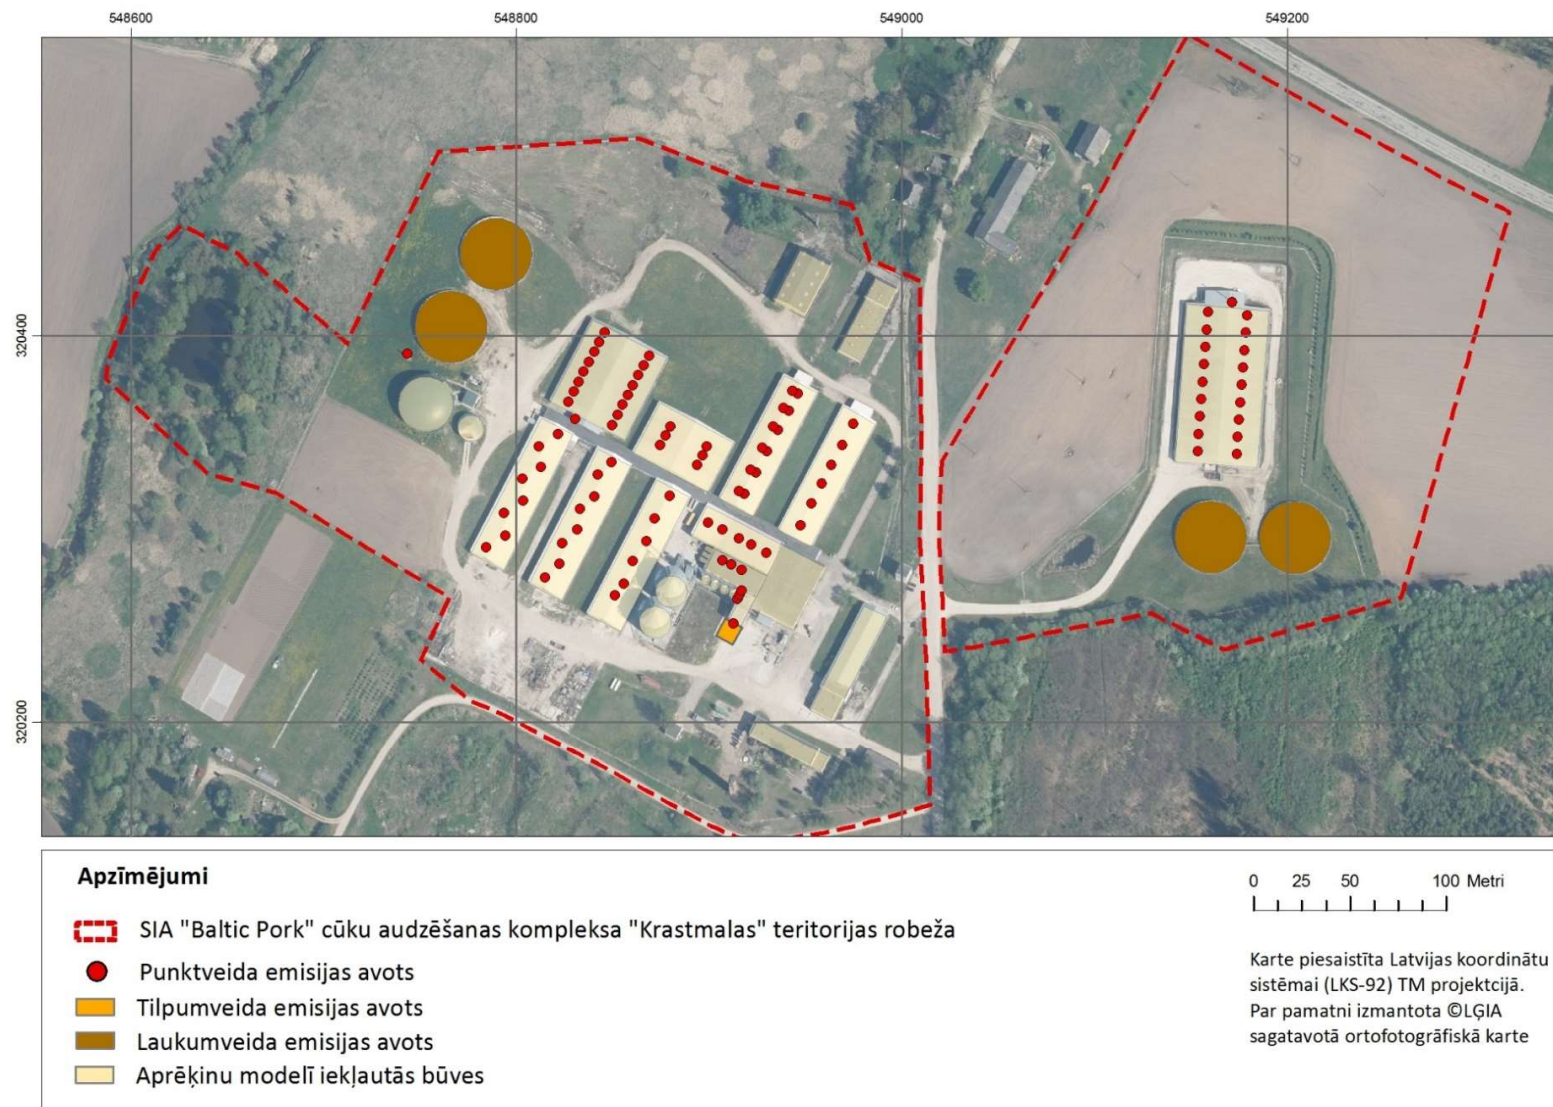 548600
548800
549000
549200
320400
320200
Apzīmējumi
SIA "Baltic Pork" cūku audzēšanas kompleksa "Krastmalas" teritorijas robeža
Punktveida emisijas avots
Tilpumveida emisijas avots
Laukumveida emisijas avots
Aprēķinu modelī iekļautās būves
0 25 50 100 Metri
Karte piesaistīta Latvijas koordinātu
sistēmai (LKS-92) TM projektcijā.
Par pamatni izmantota ©LĢIA
sagatavotā ortofotogrāfiskā karte